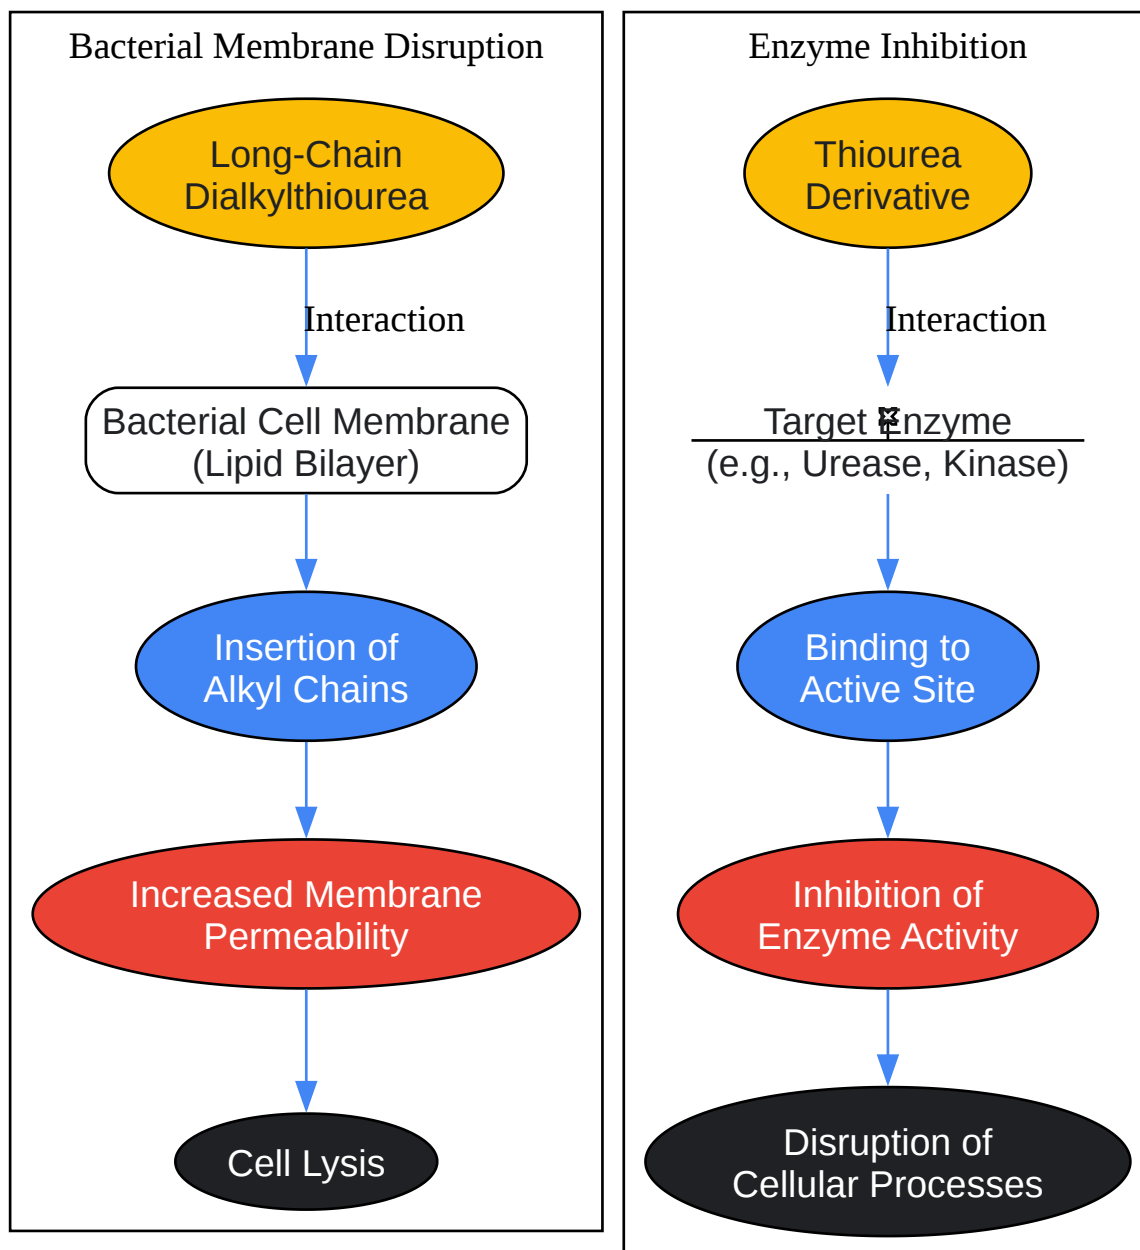 Bacterial Membrane Disruption
Long-Chain
Dialkylthiourea
Interaction
Bacterial Cell Membrane
(Lipid Bilayer)
Insertion of
Alkyl Chains
Increased Membrane
Permeability
Cell Lysis
Enzyme Inhibition
Thiourea
Derivative
Interaction
Target Enzyme
(e.g., Urease, Kinase)
Binding to
Active Site
Inhibition of
Enzyme Activity
Disruption of
Cellular Processes